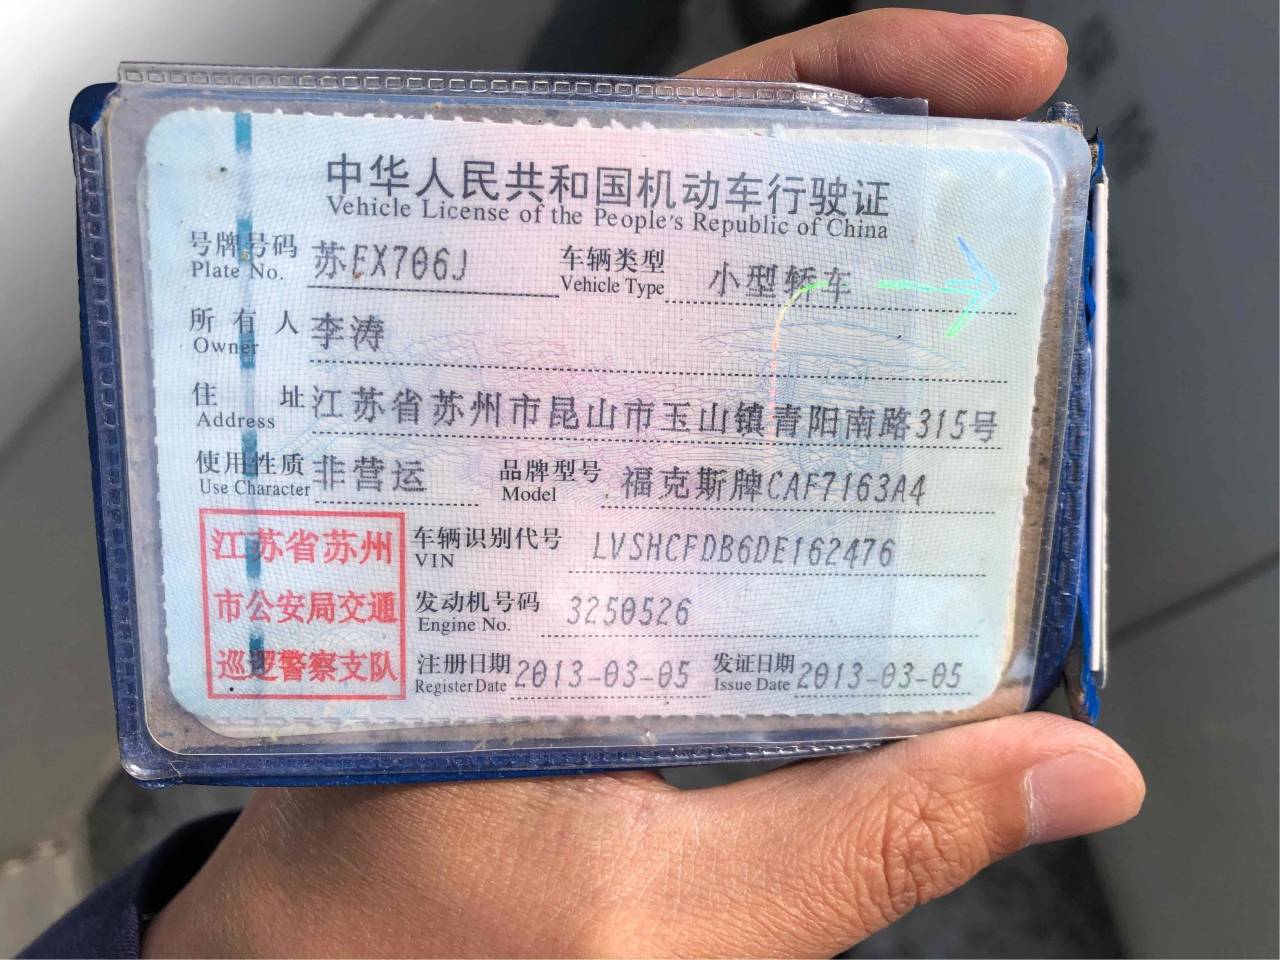 中华人民共和国机动车行驶证
Vehicle License of the People's Republic of China
号牌号码 苏EX706J 车辆类型 小型轿车
Plate No. Vehicle Type
所有人 李涛
Owner
住址 江苏省苏州市昆山市玉山镇青阳南路315号
Address
使用性质 非营运 品牌型号 福克斯牌CAF7163A4
Use Character Model
江苏省苏州
市公安局交通
巡逻警察支队
车辆识别代号 LVSHCFDB6DE162476
VIN
发动机号码 3250526
Engine No.
注册日期 2013-03-05 发证日期 2013-03-05
Register Date Issue Date